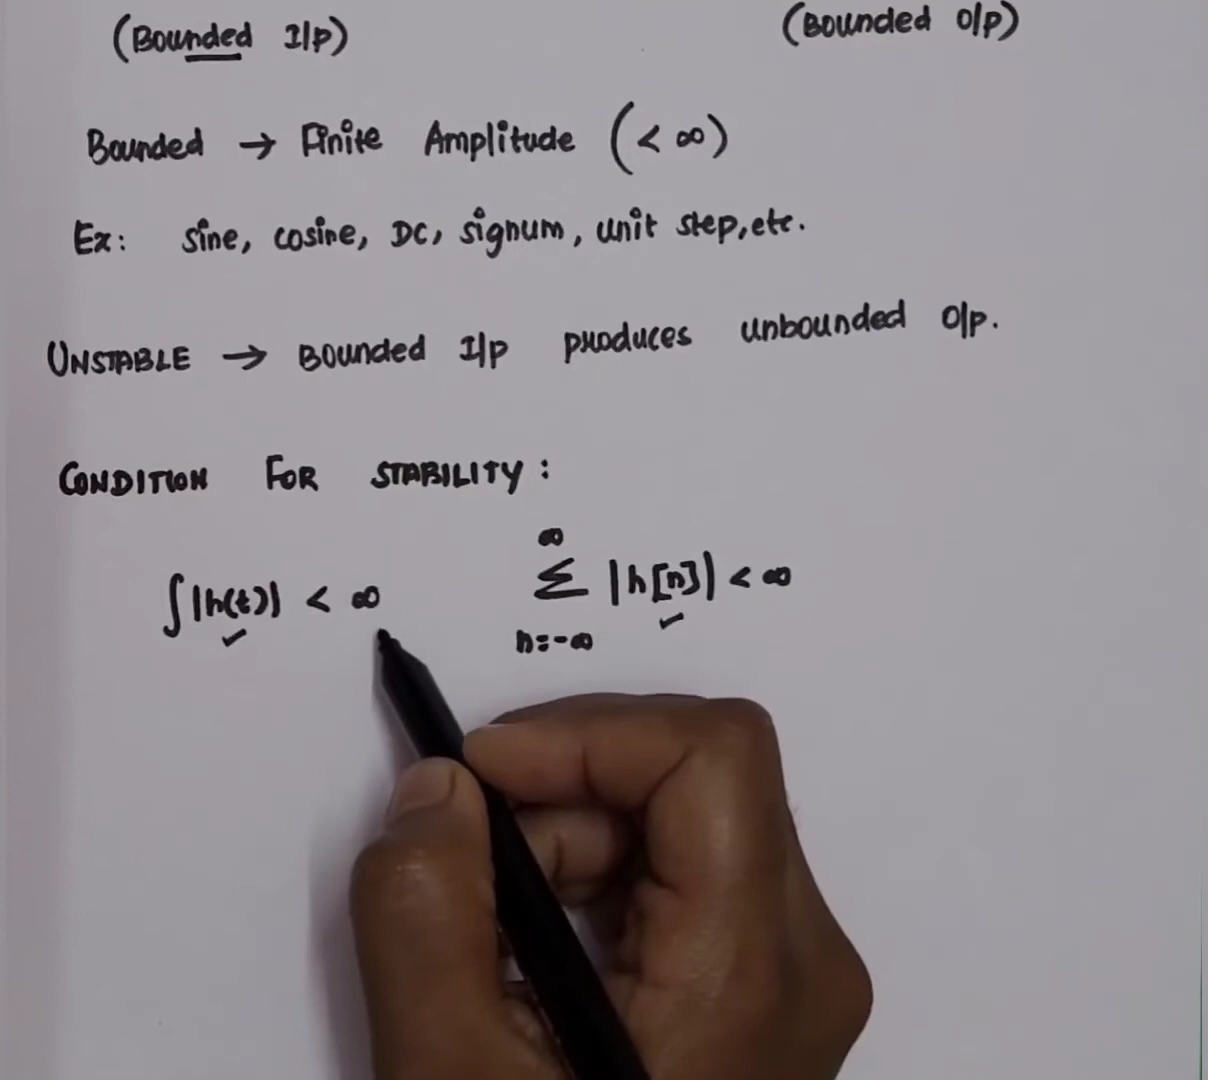 (Bounded I/p) (Bounded O/p)
Bounded → Finite Amplitude (< ∞)
Ex: sine, cosine, DC, signum, unit step, etc.
UNSTABLE → Bounded I/p produces unbounded O/p.
CONDITION FOR STABILITY:
∫|h(t)| < ∞ ∞ Σ n=-∞ |h[n]| < ∞